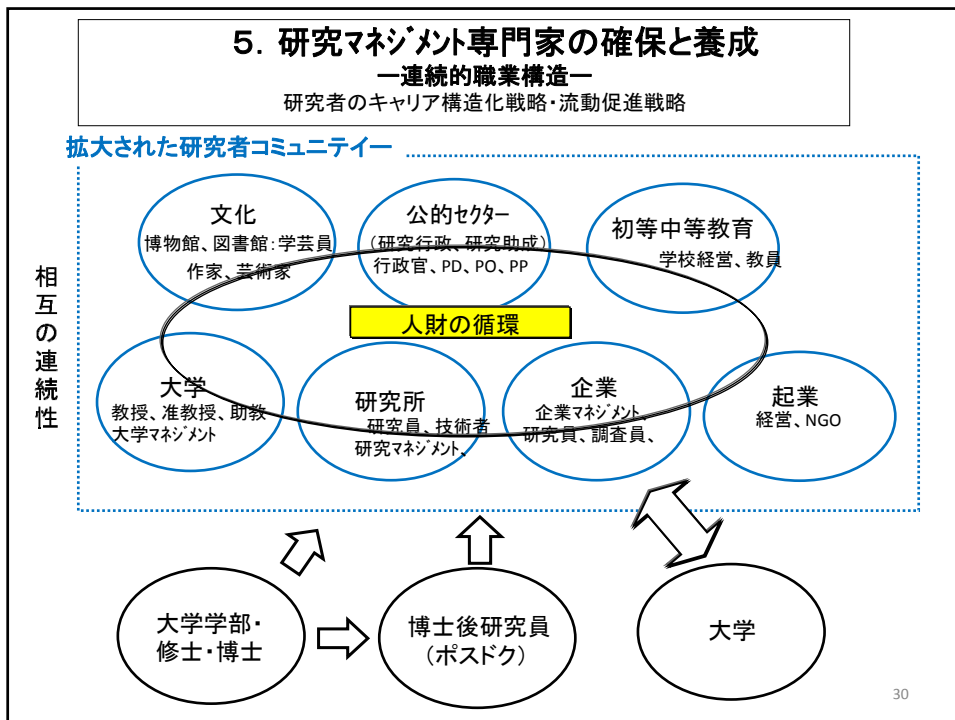 ５．研究ﾏﾈｼﾞﾒﾝﾄ専門家の確保と養成
ー連続的職業構造ー
研究者のキャリア構造化戦略・流動促進戦略
拡大された研究者コミュニテイー
相互の連続性
文化
博物館、図書館：学芸員
作家、芸術家
公的ｾｸﾀー
（研究行政、研究助成）
行政官、PD、PO、PP
初等中等教育
学校経営、教員
人財の循環
大学
教授、准教授、助教
大学ﾏﾈｼﾞﾒﾝﾄ
研究所
研究員、技術者
研究ﾏﾈｼﾞﾒﾝﾄ、
企業
企業ﾏﾈｼﾞﾒﾝﾄ
研究員、調査員、
起業
経営、NGO
大学学部・
修士・博士
博士後研究員
（ポスドク）
大学
30